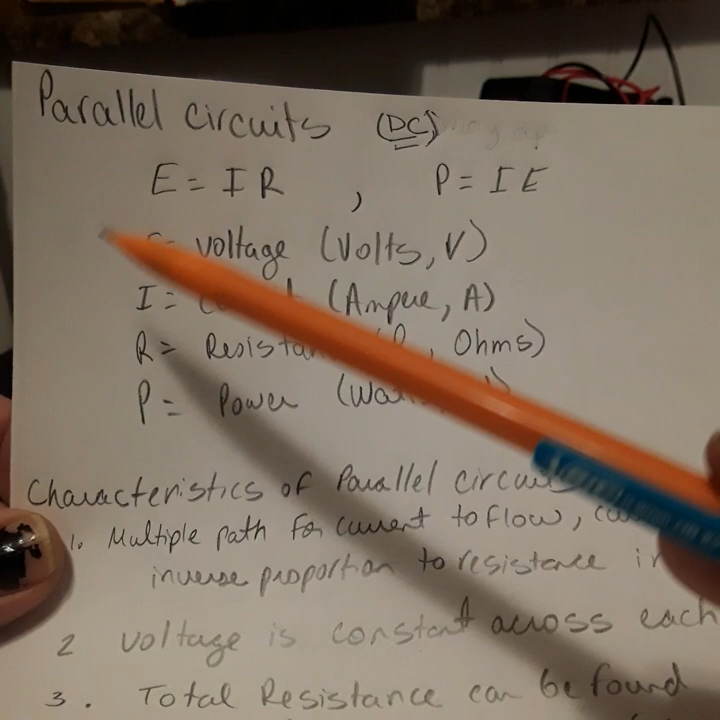 Parallel circuits (DC)
E = I R , P = I E
= voltage (Volts, V)
I = (Ampere, A)
R = , Ohms)
P = Power
Characteristics of Parallel
1. Multiple path for current to flow,
inverse proportion to resistance in
2 voltage is constant across each
3. Total Resistance can be found